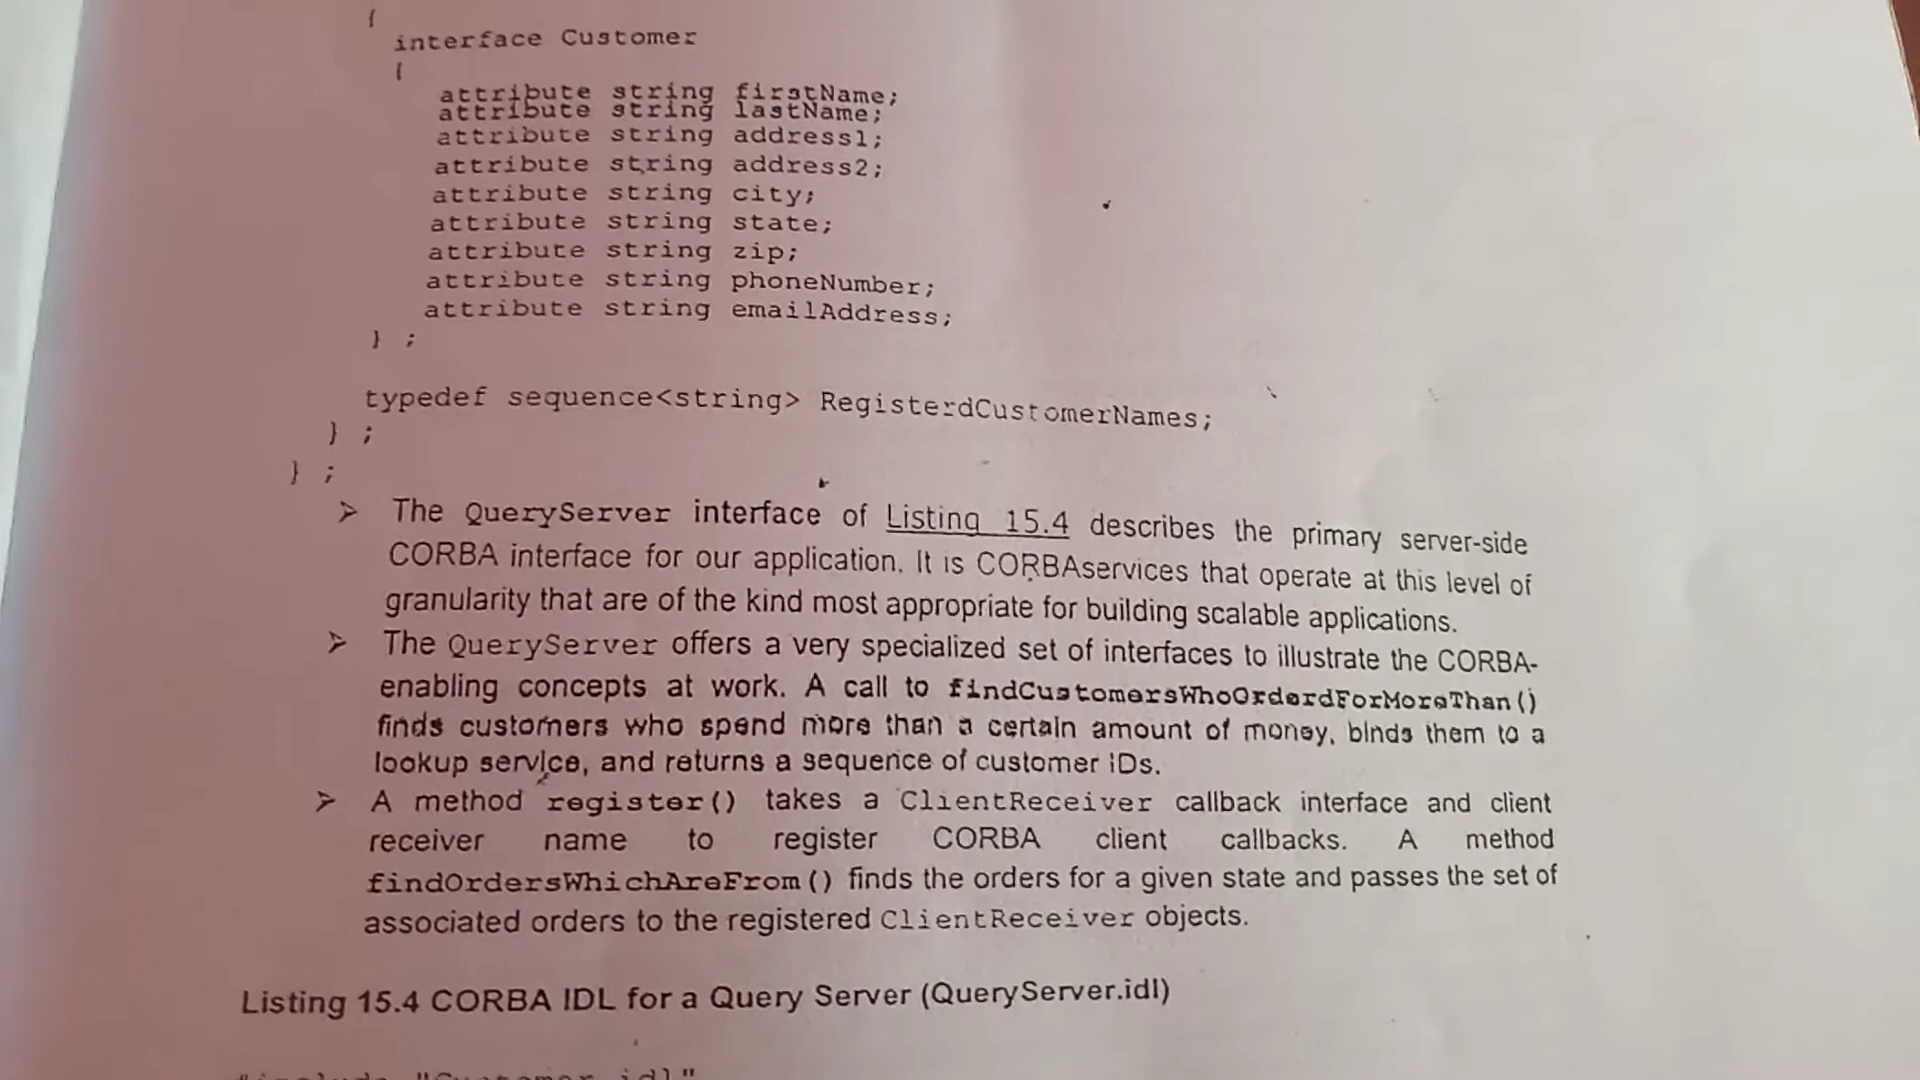 {
interface Customer
{
attribute string firstName;
attribute string lastName;
attribute string address1;
attribute string address2;
attribute string city;
attribute string state;
attribute string zip;
attribute string phoneNumber;
attribute string emailAddress;
} ;
typedef sequence<string> RegisterdCustomerNames;
} ;
} ;
➢ The QueryServer interface of Listing 15.4 describes the primary server-side
CORBA interface for our application. It is CORBAservices that operate at this level of
granularity that are of the kind most appropriate for building scalable applications.
➢ The QueryServer offers a very specialized set of interfaces to illustrate the CORBA-
enabling concepts at work. A call to findCustomersWhoOrderdForMoreThan()
finds customers who spend more than a certain amount of money, binds them to a
lookup service, and returns a sequence of customer IDs.
➢ A method register() takes a ClientReceiver callback interface and client
receiver name to register CORBA client callbacks. A method
findOrdersWhichAreFrom() finds the orders for a given state and passes the set of
associated orders to the registered ClientReceiver objects.
Listing 15.4 CORBA IDL for a Query Server (QueryServer.idl)
#include "Customer.idl"